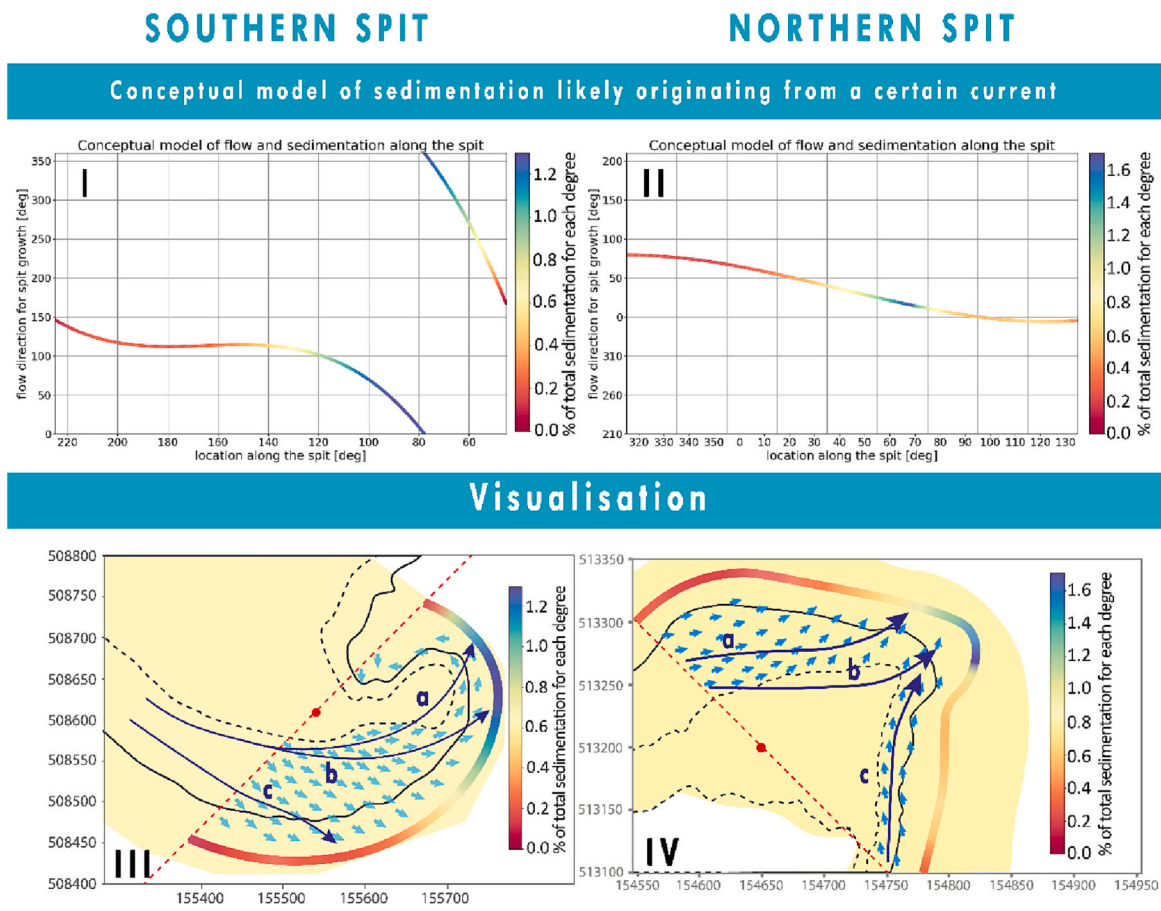 SOUTHERN SPIT
NORTHERN SPIT
Conceptual model of sedimentation likely originating from a certain current
Conceptual model of flow and sedimentation along the spit
I
flow direction for spit growth [deg]
350
300
250
200
150
100
50
0
220 200 180 160 140 120 100 80 60
location along the spit [deg]
1.2
1.0
0.8
0.6
0.4
0.2
0.0
% of total sedimentation for each degree
Conceptual model of flow and sedimentation along the spit
II
flow direction for spit growth [deg]
200
150
100
50
0
310
260
210
320 330 340 350 0 10 20 30 40 50 60 70 80 90 100 110 120 130
location along the spit [deg]
1.6
1.4
1.2
1.0
0.8
0.6
0.4
0.2
0.0
% of total sedimentation for each degree
Visualisation
508800
508750
508700
508650
508600
508550
508500
508450
508400
155400 155500 155600 155700
a
b
c
III
1.2
1.0
0.8
0.6
0.4
0.2
0.0
% of total sedimentation for each degree
513350
513300
513250
513200
513150
513100
154550 154600 154650 154700 154750 154800 154850 154900 154950
a
b
c
IV
1.6
1.4
1.2
1.0
0.8
0.6
0.4
0.2
0.0
% of total sedimentation for each degree